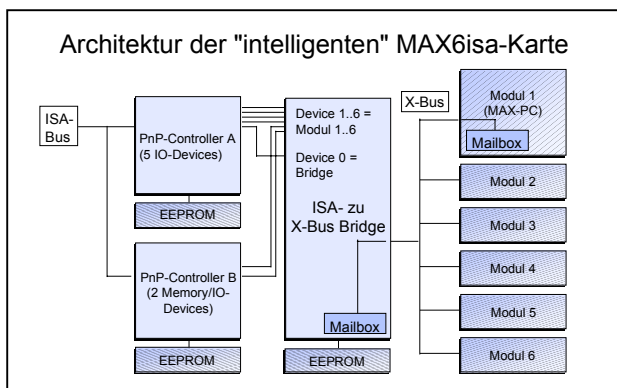 Architektur der "intelligenten" MAX6isa-Karte
ISA-
Bus
PnP-Controller A
(5 IO-Devices)
EEPROM
PnP-Controller B
(2 Memory/IO-
Devices)
EEPROM
Device 1..6 =
Modul 1..6
Device 0 =
Bridge
ISA- zu
X-Bus Bridge
Mailbox
EEPROM
X-Bus
Modul 1
(MAX-PC)
Mailbox
Modul 2
Modul 3
Modul 4
Modul 5
Modul 6